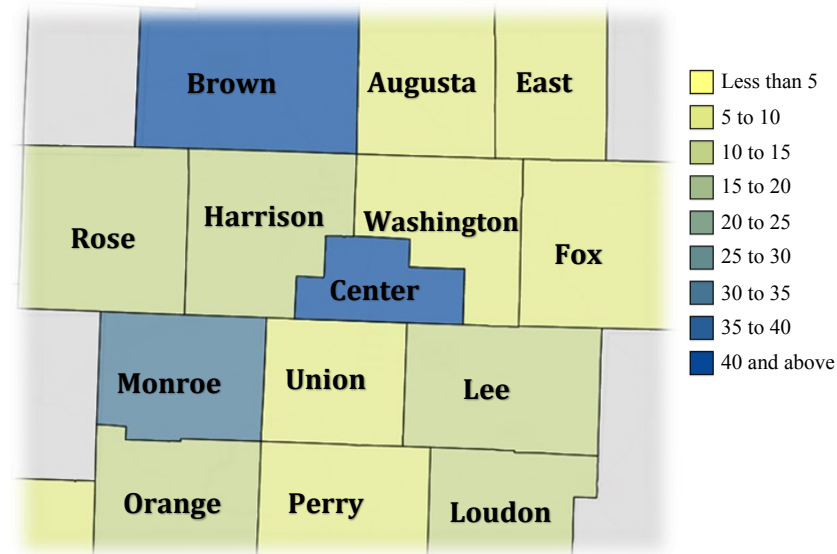 Brown
Augusta
East
Rose
Harrison
Washington
Fox
Center
Monroe
Union
Lee
Orange
Perry
Loudon
Less than 5
5 to 10
10 to 15
15 to 20
20 to 25
25 to 30
30 to 35
35 to 40
40 and above